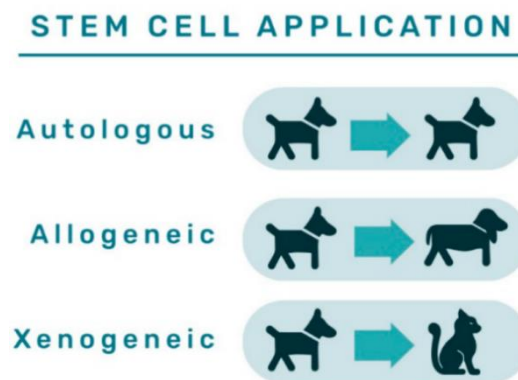 STEM CELL APPLICATION
Autologous
Allogeneic
Xenogeneic